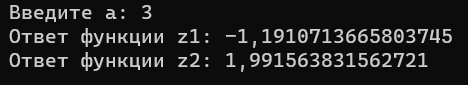 Введите a: 3
Ответ функции z1: -1,1910713665803745
Ответ функции z2: 1,991563831562721